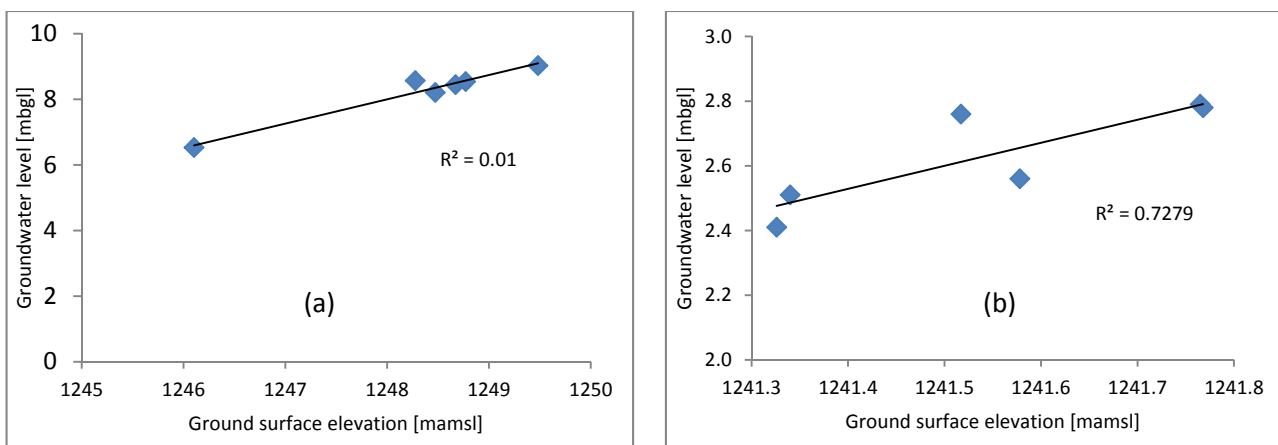 Groundwater level [mbgl]
10
8
6
4
2
0
R² = 0.01
(a)
1245 1246 1247 1248 1249 1250
Ground surface elevation [mamsl]
Groundwater level [mbgl]
3.0
2.8
2.6
2.4
2.2
2.0
R² = 0.7279
(b)
1241.3 1241.4 1241.5 1241.6 1241.7 1241.8
Ground surface elevation [mamsl]